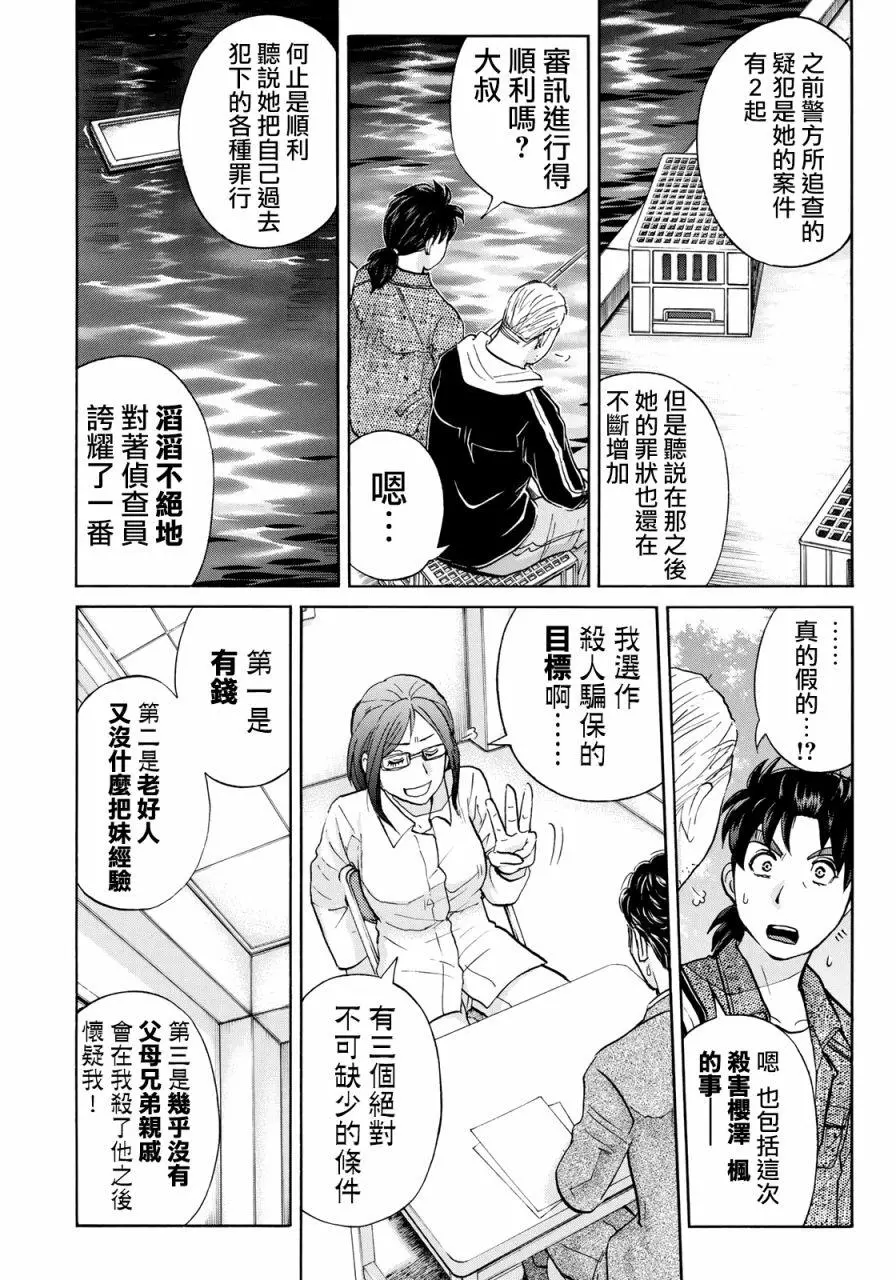 之前警方所追查的
疑犯是她的案件
有2起
但是聽説在那之後
她的罪狀也還在
不斷增加
審訊進行得
順利嗎?
大叔
嗯…
何止是順利
聽説她把自己過去
犯下的各種罪行
滔滔不絕地
對著偵查員
誇耀了一番
……
真的假的…!?
嗯 也包括這次
殺害櫻澤 楓
的事——
我選作
殺人騙保的
目標啊……
有三個絕對
不可缺少的條件
第一是
有錢
第二是老好人
又沒什麼把妹經驗
第三是幾乎沒有
父母兄弟親戚
會在我殺了他之後
懷疑我!